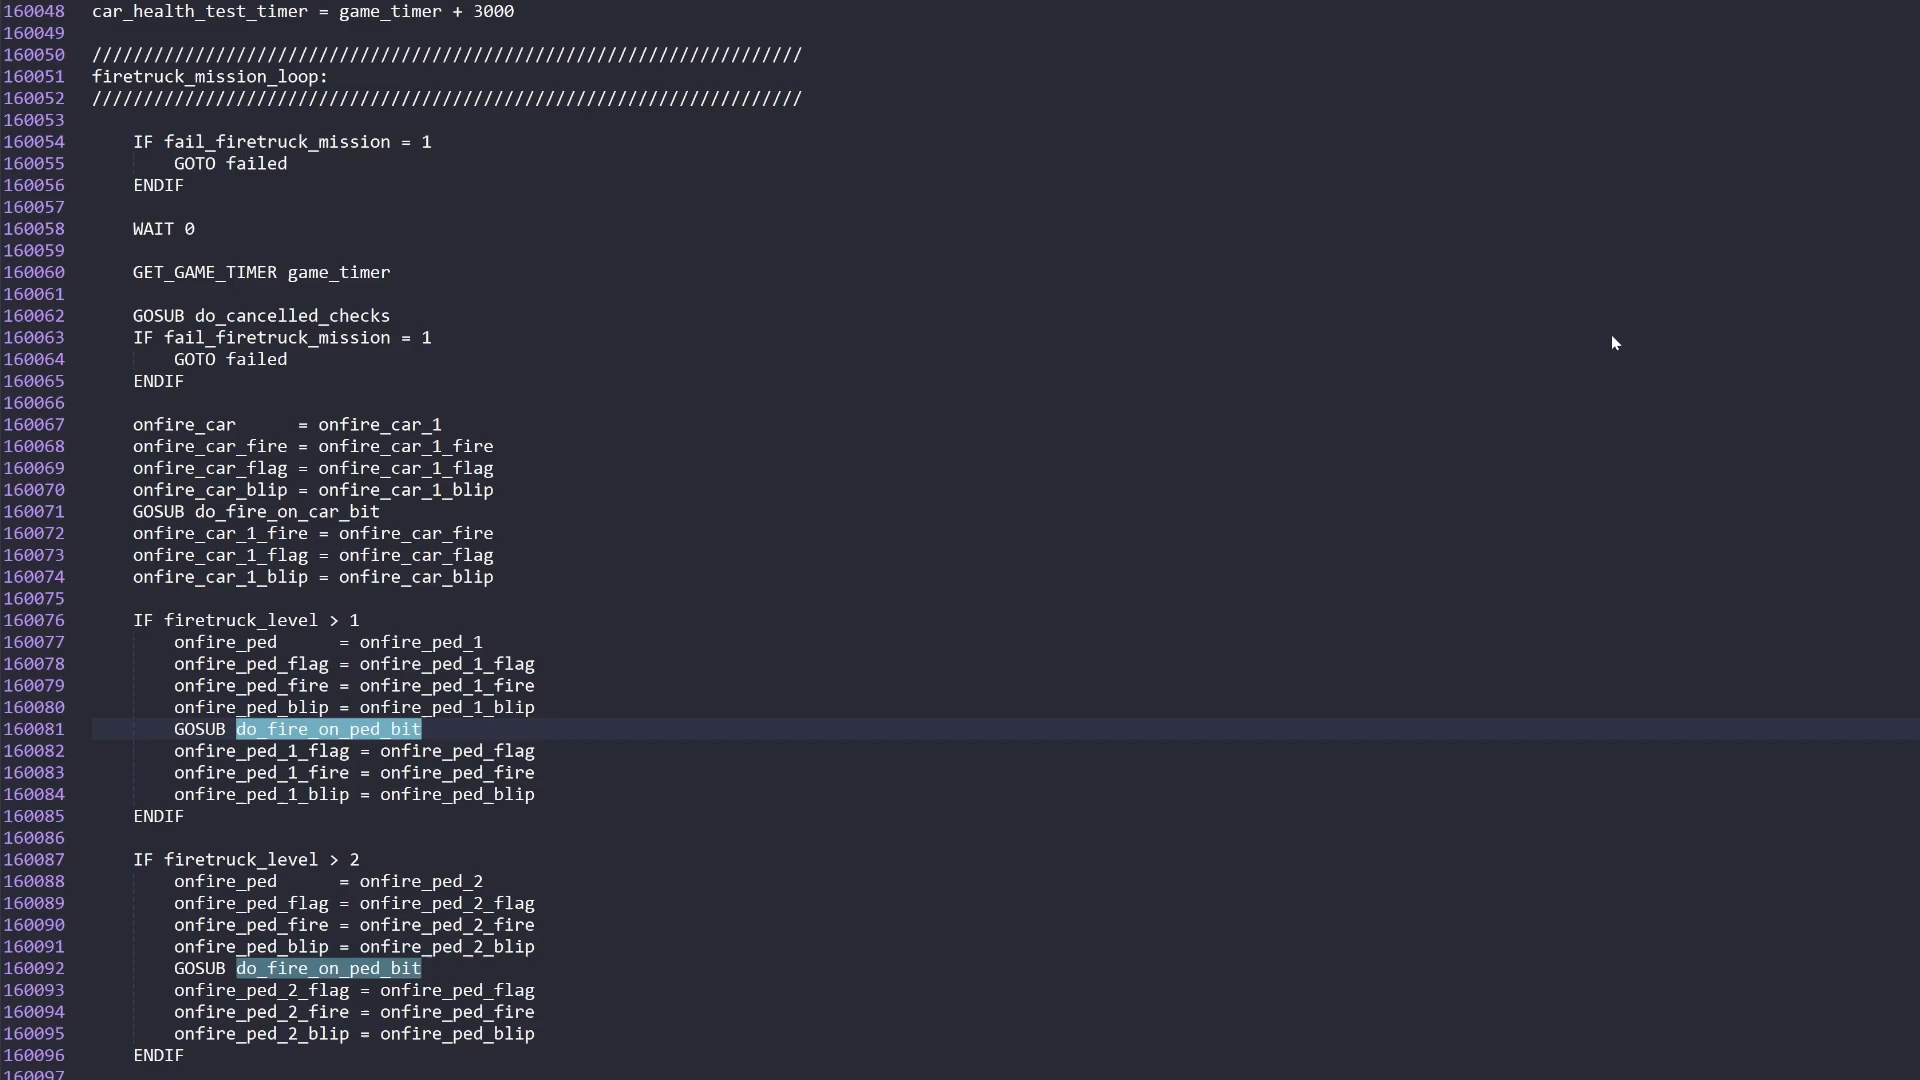 160048 car_health_test_timer = game_timer + 3000
160049
160050 /////////////////////////////////////////////////////////////////////
160051 firetruck_mission_loop:
160052 /////////////////////////////////////////////////////////////////////
160053
160054 IF fail_firetruck_mission = 1
160055 GOTO failed
160056 ENDIF
160057
160058 WAIT 0
160059
160060 GET_GAME_TIMER game_timer
160061
160062 GOSUB do_cancelled_checks
160063 IF fail_firetruck_mission = 1
160064 GOTO failed
160065 ENDIF
160066
160067 onfire_car      = onfire_car_1
160068 onfire_car_fire = onfire_car_1_fire
160069 onfire_car_flag = onfire_car_1_flag
160070 onfire_car_blip = onfire_car_1_blip
160071 GOSUB do_fire_on_car_bit
160072 onfire_car_1_fire = onfire_car_fire
160073 onfire_car_1_flag = onfire_car_flag
160074 onfire_car_1_blip = onfire_car_blip
160075
160076 IF firetruck_level > 1
160077 onfire_ped      = onfire_ped_1
160078 onfire_ped_flag = onfire_ped_1_flag
160079 onfire_ped_fire = onfire_ped_1_fire
160080 onfire_ped_blip = onfire_ped_1_blip
160081 GOSUB do_fire_on_ped_bit
160082 onfire_ped_1_flag = onfire_ped_flag
160083 onfire_ped_1_fire = onfire_ped_fire
160084 onfire_ped_1_blip = onfire_ped_blip
160085 ENDIF
160086
160087 IF firetruck_level > 2
160088 onfire_ped      = onfire_ped_2
160089 onfire_ped_flag = onfire_ped_2_flag
160090 onfire_ped_fire = onfire_ped_2_fire
160091 onfire_ped_blip = onfire_ped_2_blip
160092 GOSUB do_fire_on_ped_bit
160093 onfire_ped_2_flag = onfire_ped_flag
160094 onfire_ped_2_fire = onfire_ped_fire
160095 onfire_ped_2_blip = onfire_ped_blip
160096 ENDIF
160097